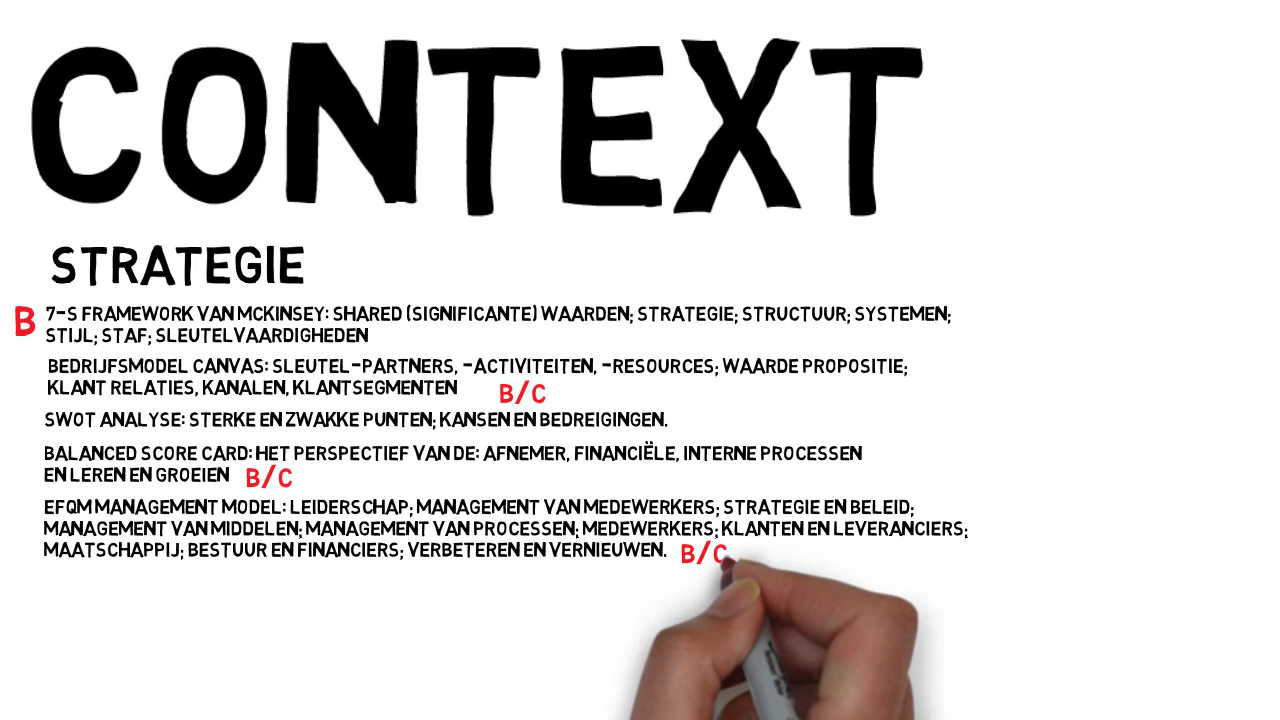 CONTEXT
STRATEGIE
B 7-S FRAMEWORK VAN MCKINSEY: SHARED (SIGNIFICANTE) WAARDEN; STRATEGIE; STRUCTUUR; SYSTEMEN;
STIJL; STAF; SLEUTELVAARDIGHEDEN
BEDRIJFSMODEL CANVAS: SLEUTEL-PARTNERS, -ACTIVITEITEN, -RESOURCES; WAARDE PROPOSITIE;
KLANT RELATIES, KANALEN, KLANTSEGMENTEN B/C
SWOT ANALYSE: STERKE EN ZWAKKE PUNTEN; KANSEN EN BEDREIGINGEN.
BALANCED SCORE CARD: HET PERSPECTIEF VAN DE: AFNEMER, FINANCIËLE, INTERNE PROCESSEN
EN LEREN EN GROEIEN B/C
EFQM MANAGEMENT MODEL: LEIDERSCHAP; MANAGEMENT VAN MEDEWERKERS; STRATEGIE EN BELEID;
MANAGEMENT VAN MIDDELEN; MANAGEMENT VAN PROCESSEN; MEDEWERKERS; KLANTEN EN LEVERANCIERS;
MAATSCHAPPIJ; BESTUUR EN FINANCIERS; VERBETEREN EN VERNIEUWEN. B/C